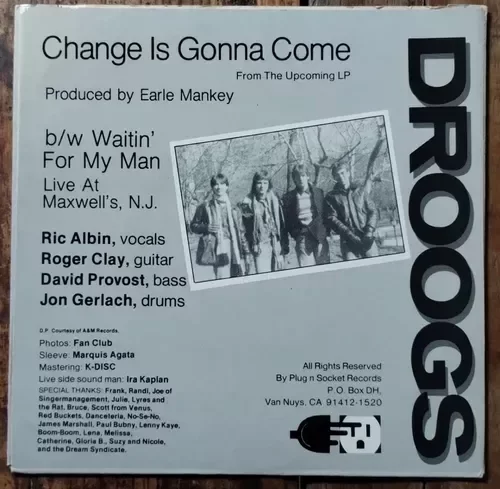 Change Is Gonna Come
From The Upcoming LP
Produced by Earle Mankey
b/w Waitin'
For My Man
Live At
Maxwell's, N.J.
Ric Albin, vocals
Roger Clay, guitar
David Provost, bass
Jon Gerlach, drums
D.P. Courtesy of A&M Records.
Photos: Fan Club
Sleeve: Marquis Agata
Mastering: K-DISC
Live side sound man: Ira Kaplan
SPECIAL THANKS: Frank, Randi, Joe of
Singermanagement, Julie, Lyres and
the Rat, Bruce, Scott from Venus,
Red Buckets, Danceteria, No-Se-No,
James Marshall, Paul Bubny, Lenny Kaye,
Boom-Boom, Lena, Melissa,
Catherine, Gloria B., Suzy and Nicole,
and the Dream Syndicate.
All Rights Reserved
By Plug n Socket Records
P.O. Box DH,
Van Nuys, CA 91412-1520
DROOGS